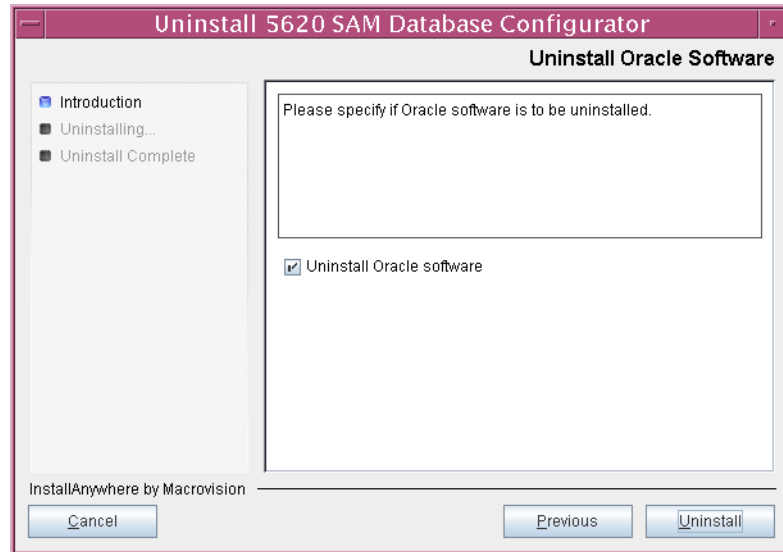 Uninstall 5620 SAM Database Configurator
Uninstall Oracle Software
Introduction
Uninstalling...
Uninstall Complete
Please specify if Oracle software is to be uninstalled.
Uninstall Oracle software
InstallAnywhere by Macrovision
Cancel
Previous
Uninstall